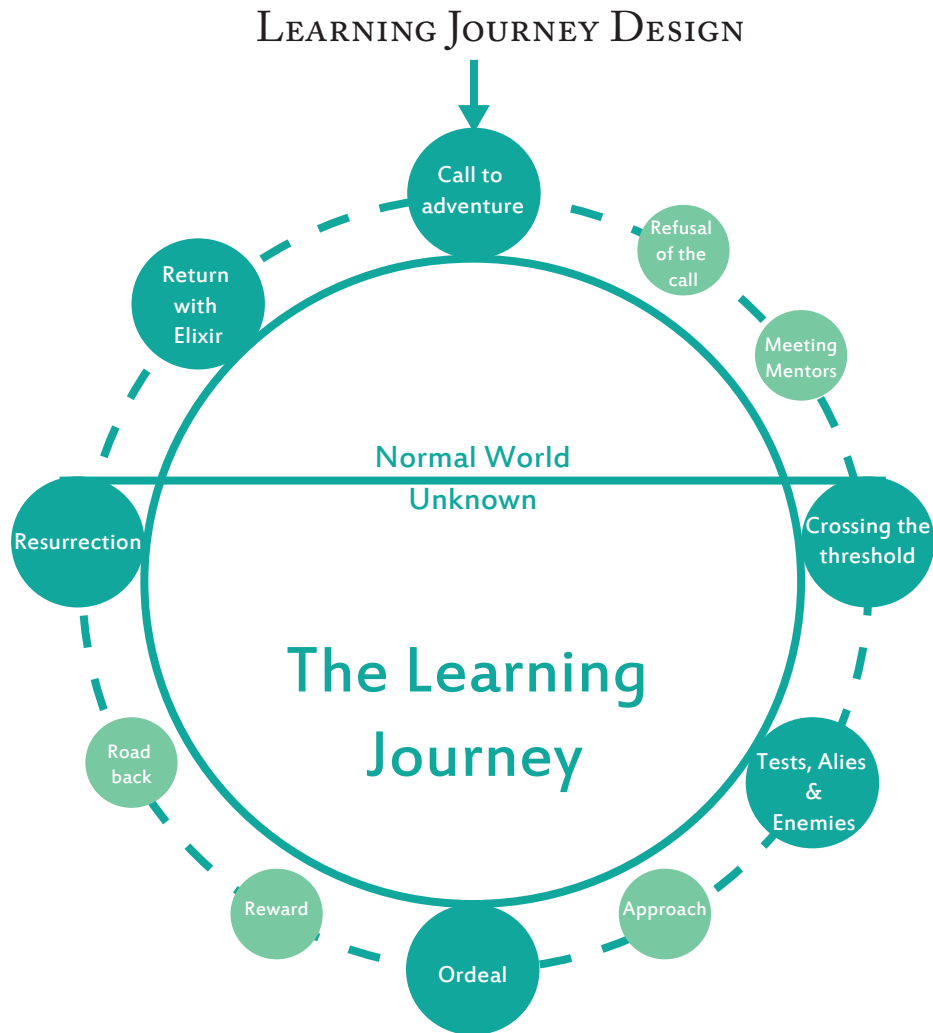 Learning Journey Design
Call to
adventure
Refusal
of the
call
Meeting
Mentors
Crossing the
threshold
Tests, Alies
&
Enemies
Approach
Ordeal
Reward
Road
back
Resurrection
Return
with
Elixir
Normal World
Unknown
The Learning
Journey